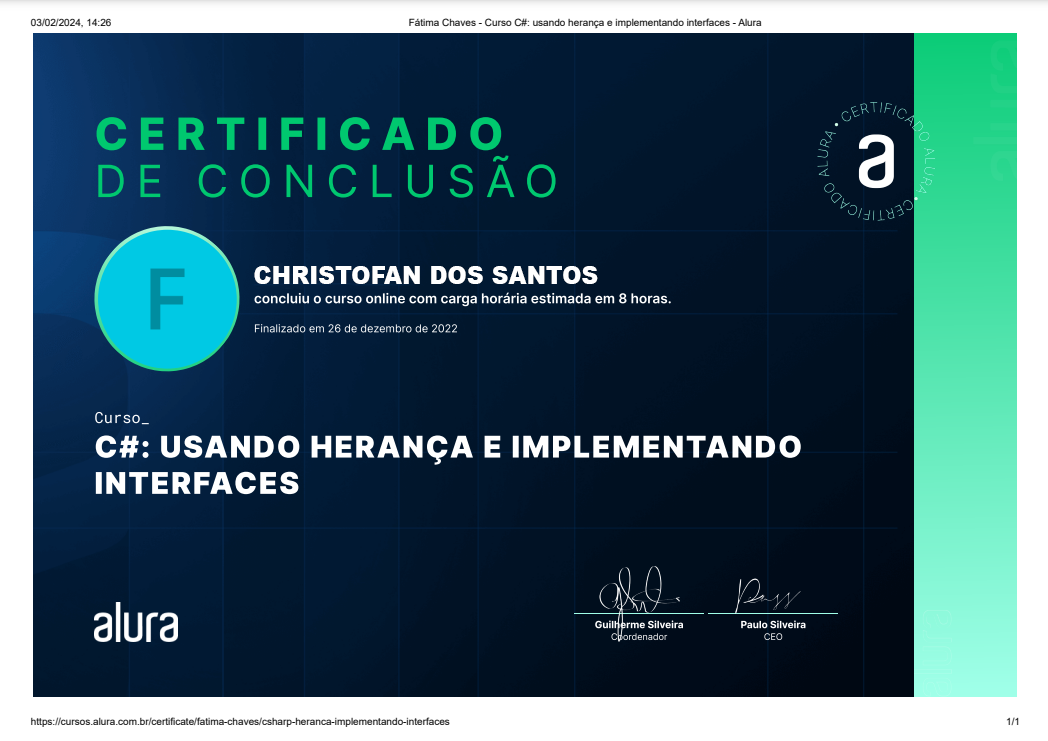 03/02/2024, 14:26
Fátima Chaves - Curso C#: usando herança e implementando interfaces - Alura
CERTIFICADO
DE CONCLUSÃO
CERTIFICADO ALURA • CERTIFICADO ALURA •
a
F
CHRISTOFAN DOS SANTOS
concluiu o curso online com carga horária estimada em 8 horas.
Finalizado em 26 de dezembro de 2022
Curso_
C#: USANDO HERANÇA E IMPLEMENTANDO
INTERFACES
alura
Guilherme Silveira
Coordenador
Paulo Silveira
CEO
alura
https://cursos.alura.com.br/certificate/fatima-chaves/csharp-heranca-implementando-interfaces
1/1